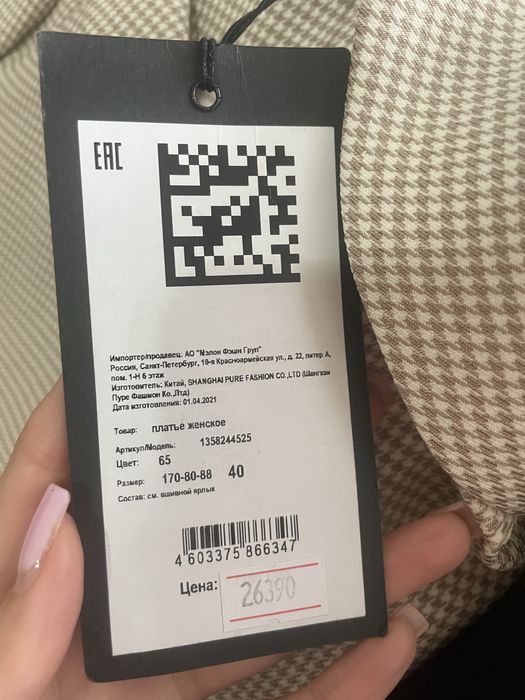 EAC
Импортер/продавец: АО "Мэлон Фэшн Груп"
Россия, Санкт-Петербург, 10-я Красноармейская ул., д. 22, литер А,
пом. 1-Н 6 этаж
Изготовитель: Китай, SHANGHAI PURE FASHION CO.,LTD (Шанхай
Пуре Фашион Ко.,Лтд)
Дата изготовления: 01.04.2021
Товар: платье женское
Артикул/Модель: 1358244525
Цвет: 65
Размер: 170-80-88 40
Состав: см. вшивной ярлык
4 603375 866347
Цена: 26390